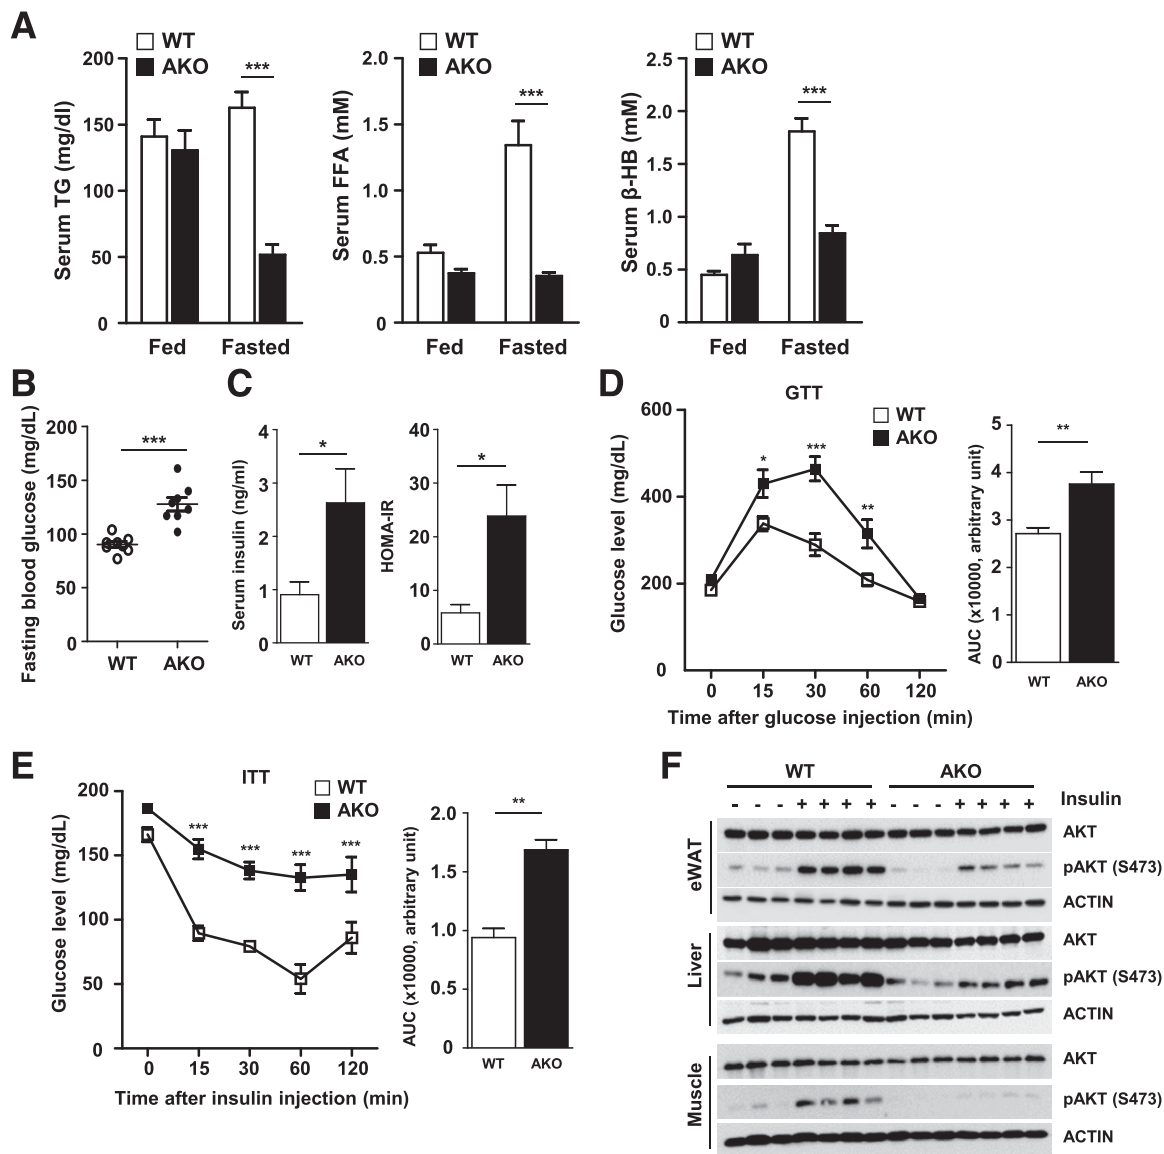 A
WT
AKO
***
Serum TG (mg/dl)
200
150
100
50
0
Fed
Fasted
WT
AKO
***
Serum FFA (mM)
2.0
1.5
1.0
0.5
0
Fed
Fasted
WT
AKO
***
Serum β-HB (mM)
2.5
2.0
1.5
1.0
0.5
0
Fed
Fasted
B
***
Fasting blood glucose (mg/dL)
200
150
100
50
0
WT
AKO
C
*
Serum insulin (ng/ml)
4
3
2
1
0
WT
AKO
*
HOMA-IR
40
30
20
10
0
WT
AKO
D
GTT
WT
AKO
Glucose level (mg/dL)
600
400
200
0
*
***
**
0
15
30
60
120
Time after glucose injection (min)
**
AUC (x10000, arbitrary unit)
5
4
3
2
1
0
WT
AKO
E
ITT
WT
AKO
Glucose level (mg/dL)
200
150
100
50
0
***
***
***
***
0
15
30
60
120
Time after insulin injection (min)
**
AUC (x10000, arbitrary unit)
2.0
1.5
1.0
0.5
0
WT
AKO
F
WT
AKO
- - - + + + + - - - + + + + Insulin
eWAT
AKT
pAKT (S473)
ACTIN
Liver
AKT
pAKT (S473)
ACTIN
Muscle
AKT
pAKT (S473)
ACTIN